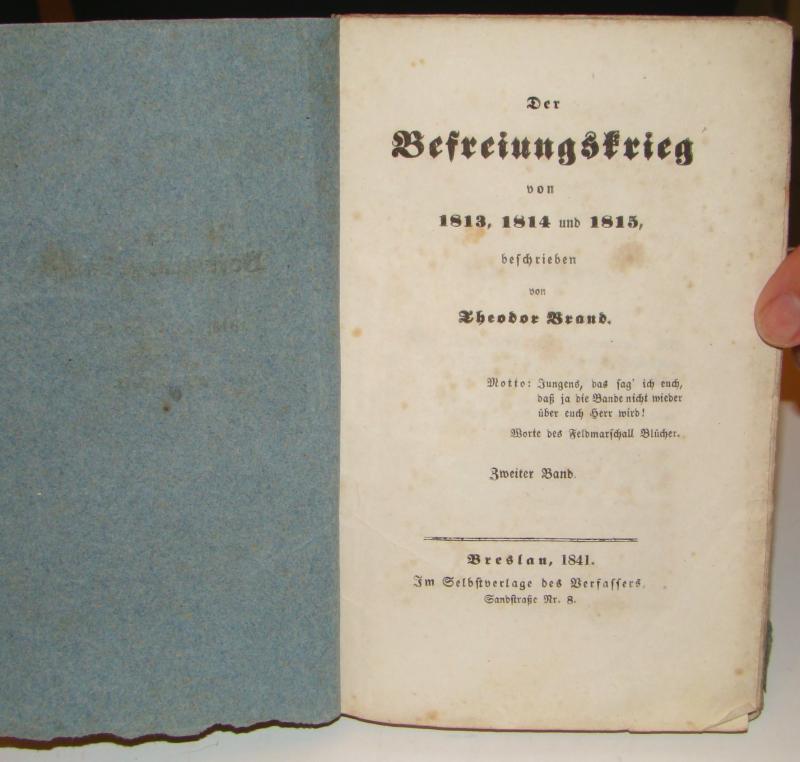 Der
Befreiungskrieg
von
1813, 1814 und 1815,
beschrieben
von
Theodor Brand.
Motto: Jungens, das sag' ich euch,
daß ja die Bande nicht wieder
über euch Herr wird!
Worte des Feldmarschall Blücher.
Zweiter Band.
Breslau, 1841.
Im Selbstverlage des Verfassers.
Sandstraße Nr. 8.